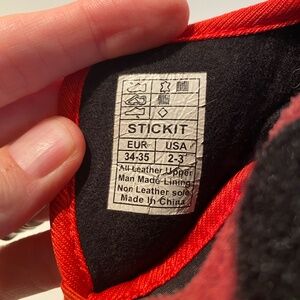 STICKIT
EUR USA
34-35 2-3
All Leather Upper
Man Made Lining
Non Leather sole
Made In China